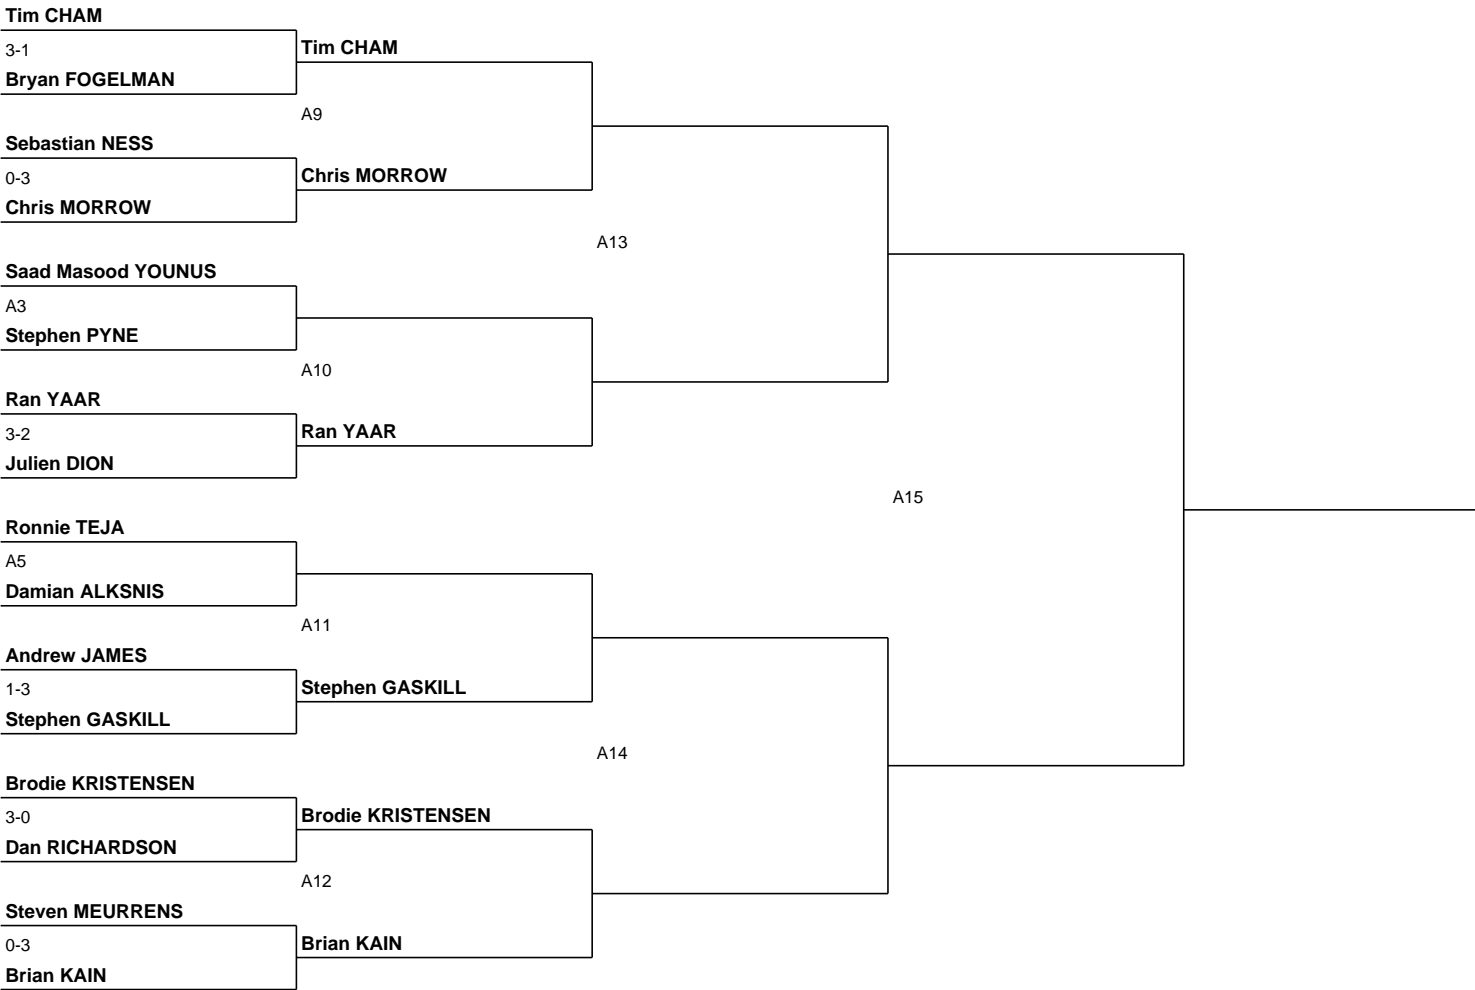 Tim CHAM
3-1
Bryan FOGELMAN
Tim CHAM
A9
Sebastian NESS
0-3
Chris MORROW
Chris MORROW
A13
Saad Masood YOUNUS
A3
Stephen PYNE
A10
Ran YAAR
3-2
Julien DION
Ran YAAR
A15
Ronnie TEJA
A5
Damian ALKSNIS
A11
Andrew JAMES
1-3
Stephen GASKILL
Stephen GASKILL
A14
Brodie KRISTENSEN
3-0
Dan RICHARDSON
Brodie KRISTENSEN
A12
Steven MEURRENS
0-3
Brian KAIN
Brian KAIN